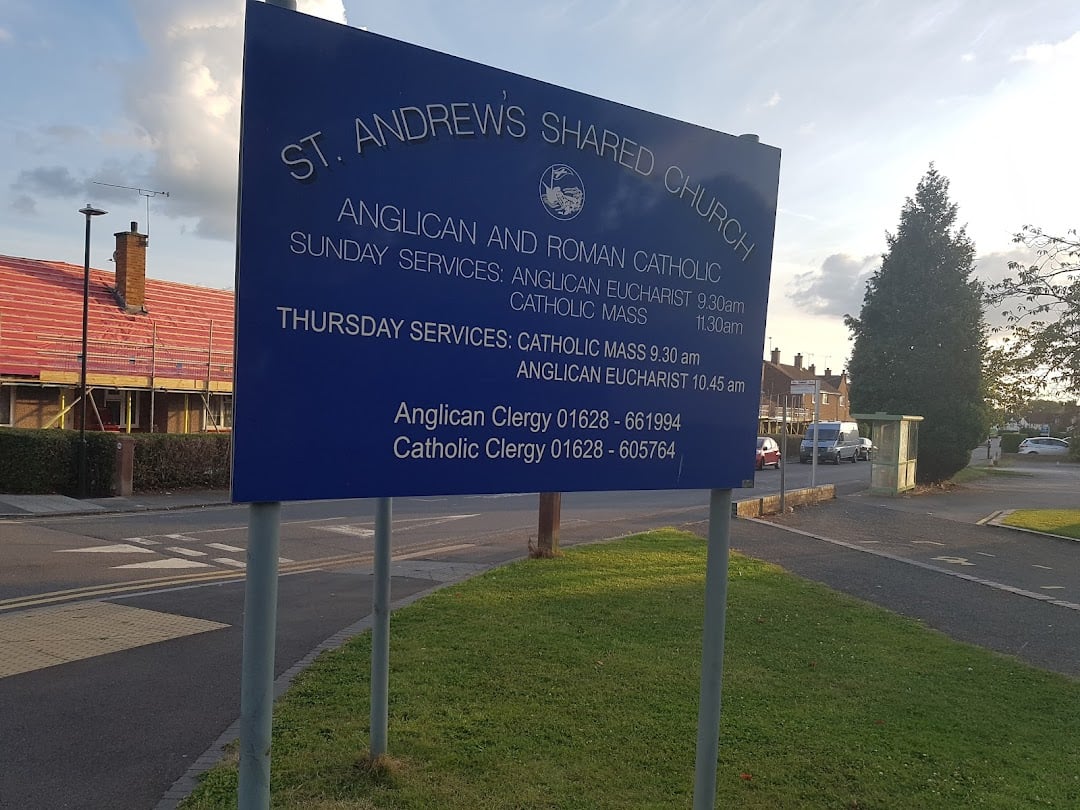 ST. ANDREW'S SHARED CHURCH
ANGLICAN AND ROMAN CATHOLIC
SUNDAY SERVICES: ANGLICAN EUCHARIST 9.30am
CATHOLIC MASS 11.30am
THURSDAY SERVICES: CATHOLIC MASS 9.30 am
ANGLICAN EUCHARIST 10.45 am
Anglican Clergy 01628 - 661994
Catholic Clergy 01628 - 605764